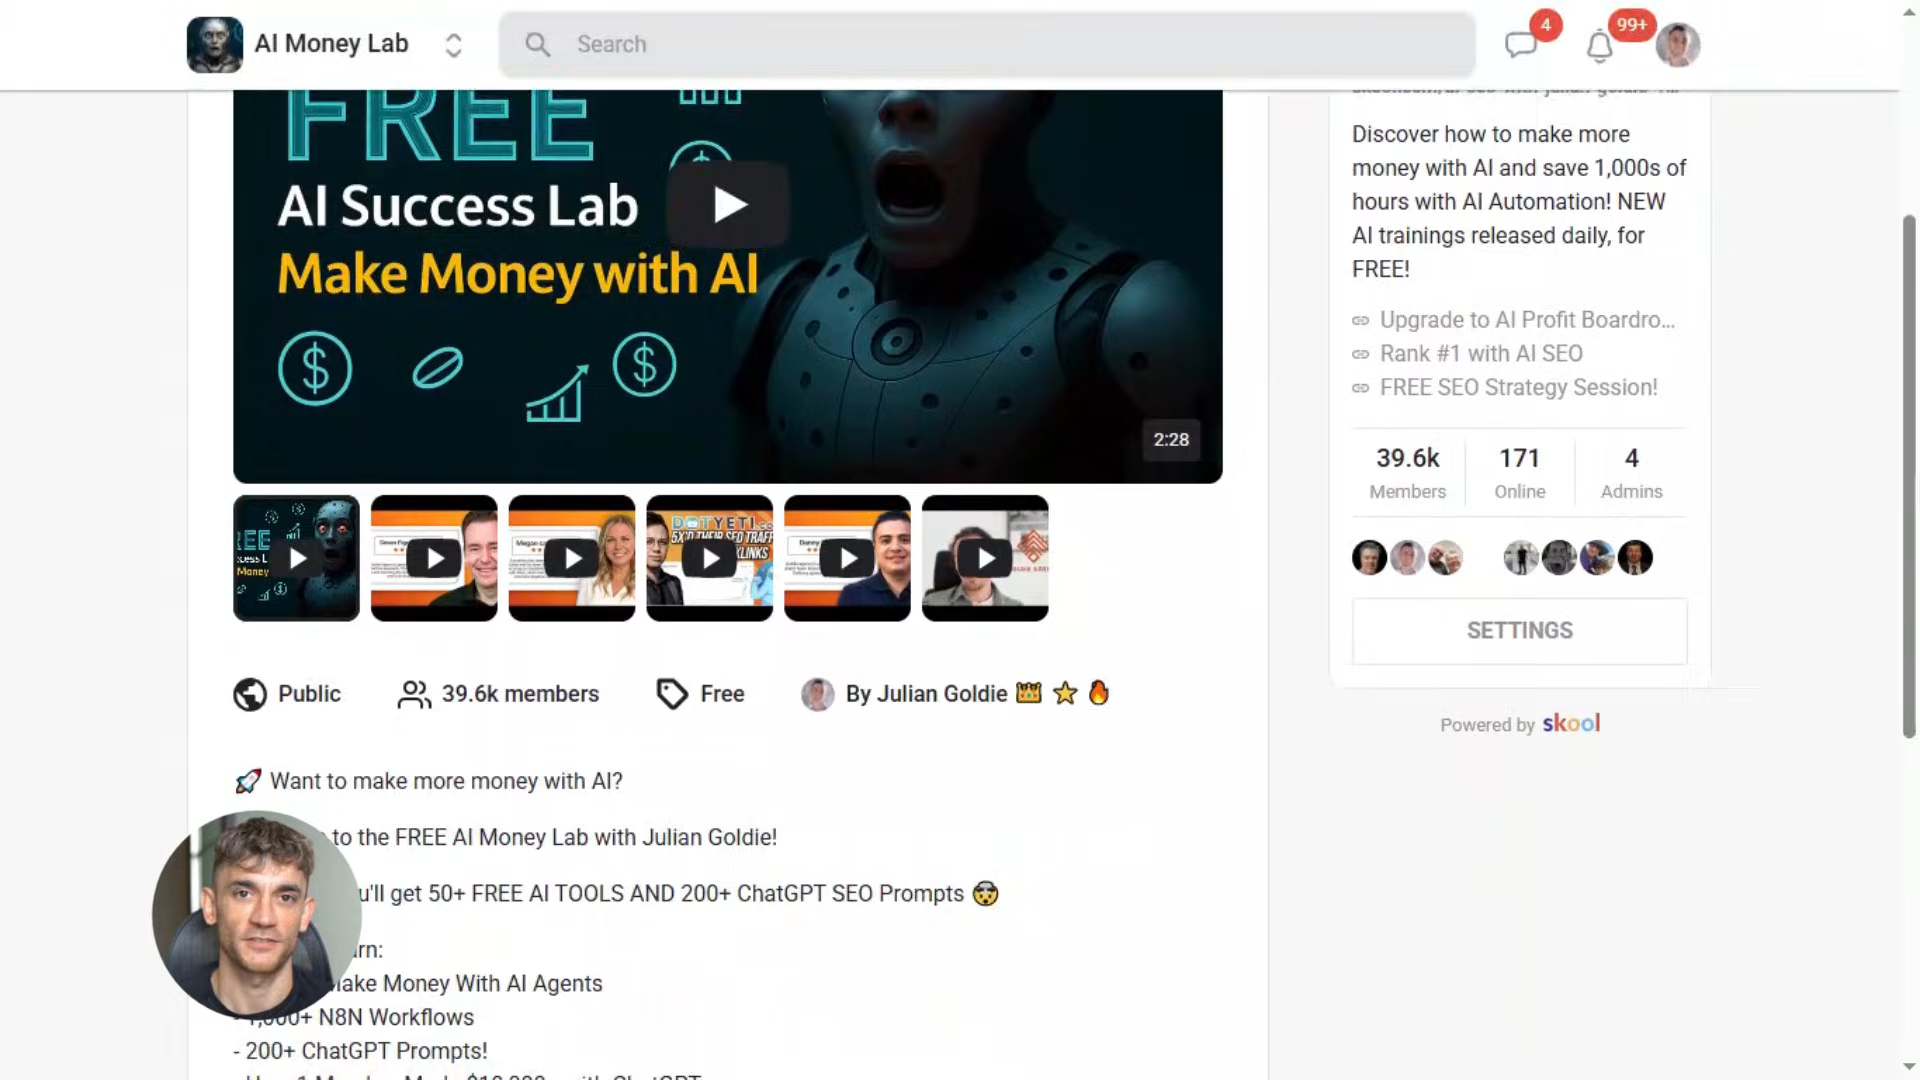 AI Money Lab
Search
4
99+
FREE
AI Success Lab
Make Money with AI
2:28
Public
39.6k members
Free
By Julian Goldie 👑 ⭐ 🔥
🚀 Want to make more money with AI?
to the FREE AI Money Lab with Julian Goldie!
u'll get 50+ FREE AI TOOLS AND 200+ ChatGPT SEO Prompts 🤯
rn:
ake Money With AI Agents
- 1,000+ N8N Workflows
- 200+ ChatGPT Prompts!
Discover how to make more
money with AI and save 1,000s of
hours with AI Automation! NEW
AI trainings released daily, for
FREE!
Upgrade to AI Profit Boardro...
Rank #1 with AI SEO
FREE SEO Strategy Session!
39.6k
Members
171
Online
4
Admins
SETTINGS
Powered by skool